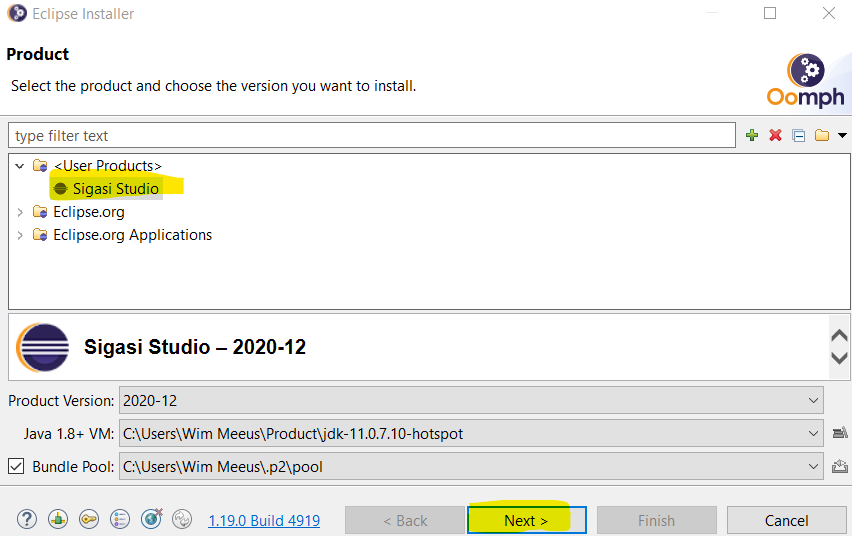 Eclipse Installer
Product
Select the product and choose the version you want to install.
Oomph
type filter text
<User Products>
Sigasi Studio
Eclipse.org
Eclipse.org Applications
Sigasi Studio – 2020-12
Product Version: 2020-12
Java 1.8+ VM: C:\Users\Wim Meeus\Product\jdk-11.0.7.10-hotspot
Bundle Pool: C:\Users\Wim Meeus\.p2\pool
? 1.19.0 Build 4919 < Back Next > Finish Cancel